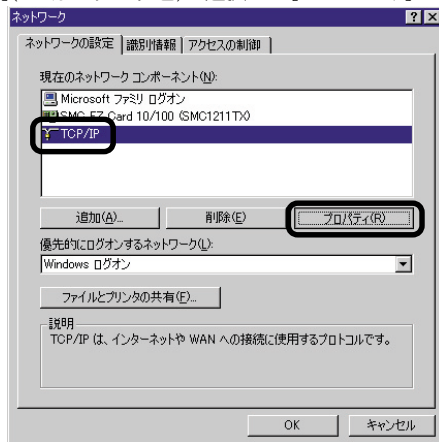 ネットワーク
ネットワークの設定 識別情報 アクセスの制御
現在のネットワーク コンポーネント(N):
Microsoft ファミリ ログオン
SMC EZ Card 10/100 (SMC1211TX)
TCP/IP
追加(A)... 削除(E) プロパティ(R)
優先的にログオンするネットワーク(L):
Windows ログオン
ファイルとプリンタの共有(F)...
説明
TCP/IP は、インターネットや WAN への接続に使用するプロトコルです。
OK キャンセル